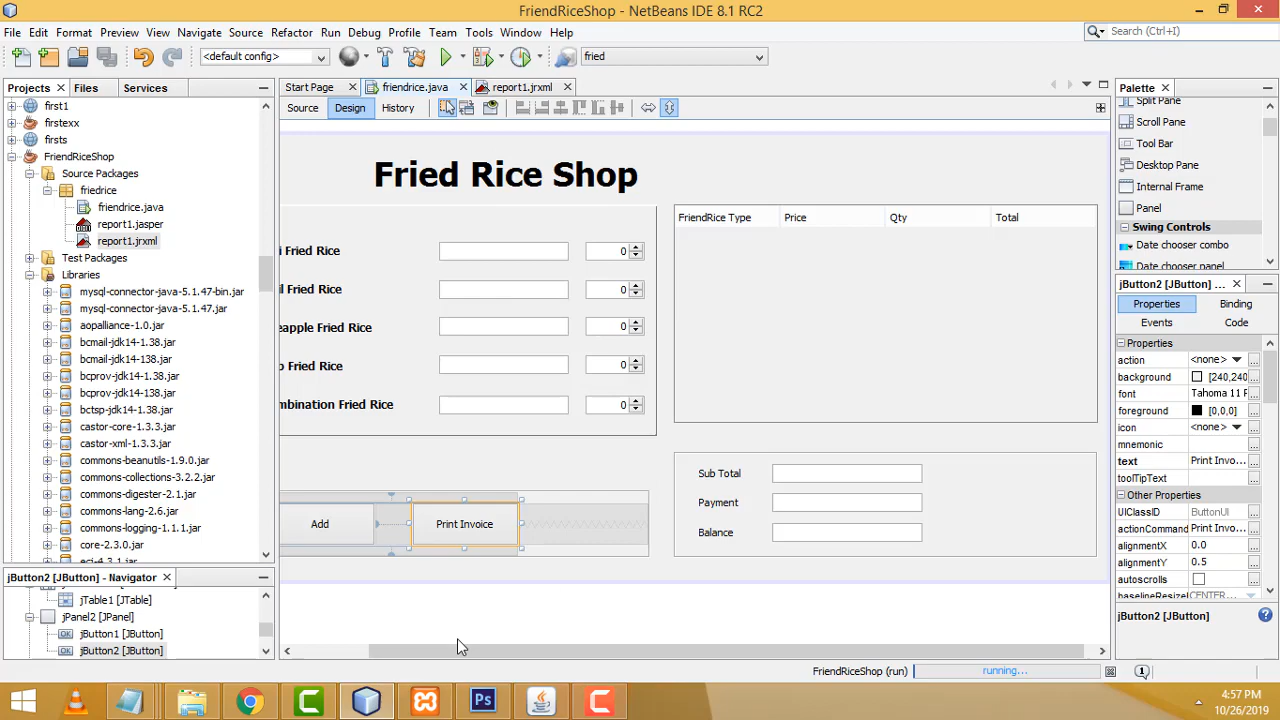 FriendRiceShop - NetBeans IDE 8.1 RC2
File Edit Format Preview View Navigate Source Refactor Run Debug Profile Team Tools Window Help
Search (Ctrl+I)
<default config>
fried
Projects
Files
Services
Start Page
friendrice.java
report1.jrxml
Palette
Source
Design
History
first1
firstexx
firsts
FriendRiceShop
Source Packages
friedrice
friendrice.java
report1.jasper
report1.jrxml
Test Packages
Libraries
mysql-connector-java-5.1.47-bin.jar
mysql-connector-java-5.1.47.jar
aopalliance-1.0.jar
bcmail-jdk14-1.38.jar
bcmail-jdk14-138.jar
bcprov-jdk14-1.38.jar
bcprov-jdk14-138.jar
bctsp-jdk14-1.38.jar
castor-core-1.3.3.jar
castor-xml-1.3.3.jar
commons-beanutils-1.9.0.jar
commons-collections-3.2.2.jar
commons-digester-2.1.jar
commons-lang-2.6.jar
commons-logging-1.1.1.jar
core-2.3.0.jar
ecj-4.3.1.jar
jButton2 [JButton] - Navigator
jTable1 [JTable]
jPanel2 [JPanel]
jButton1 [JButton]
jButton2 [JButton]
Fried Rice Shop
i Fried Rice
0
il Fried Rice
0
eapple Fried Rice
0
p Fried Rice
0
mbination Fried Rice
0
FriendRice Type
Price
Qty
Total
Add
Print Invoice
Sub Total
Payment
Balance
Split Pane
Scroll Pane
Tool Bar
Desktop Pane
Internal Frame
Panel
Swing Controls
Date chooser combo
Date chooser panel
jButton2 [JButton] ...
Properties
Binding
Events
Code
Properties
action <none>
background [240,240
font Tahoma 11 P
foreground [0,0,0]
icon <none>
mnemonic
text Print Invo...
toolTipText
Other Properties
UIClassID ButtonUI
actionCommand Print Invo...
alignmentX 0.0
alignmentY 0.5
autoscrolls
baselineResizel CENTER...
jButton2 [JButton]
FriendRiceShop (run)
running...
1
Ps
4:57 PM
10/26/2019